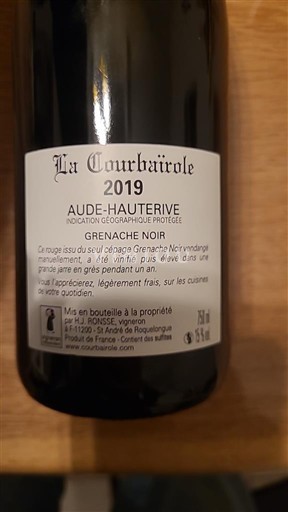 La Courbaïrole
2019
AUDE-HAUTERIVE
INDICATION GÉOGRAPHIQUE PROTÉGÉE
GRENACHE NOIR
Ce rouge issu du seul cépage Grenache Noir vendangé
manuellement, a été vinifié puis élevé dans une
grande jarre en grès pendant un an.
Vous l'apprécierez, légèrement frais, sur les cuisines
de votre quotidien.
Mis en bouteille à la propriété
par H.J. RONSSE, vigneron
à F-11200 - St André de Roquelongue
Produit de France - Contient des sulfites
www.courbairole.com
750 ml
15 % vol